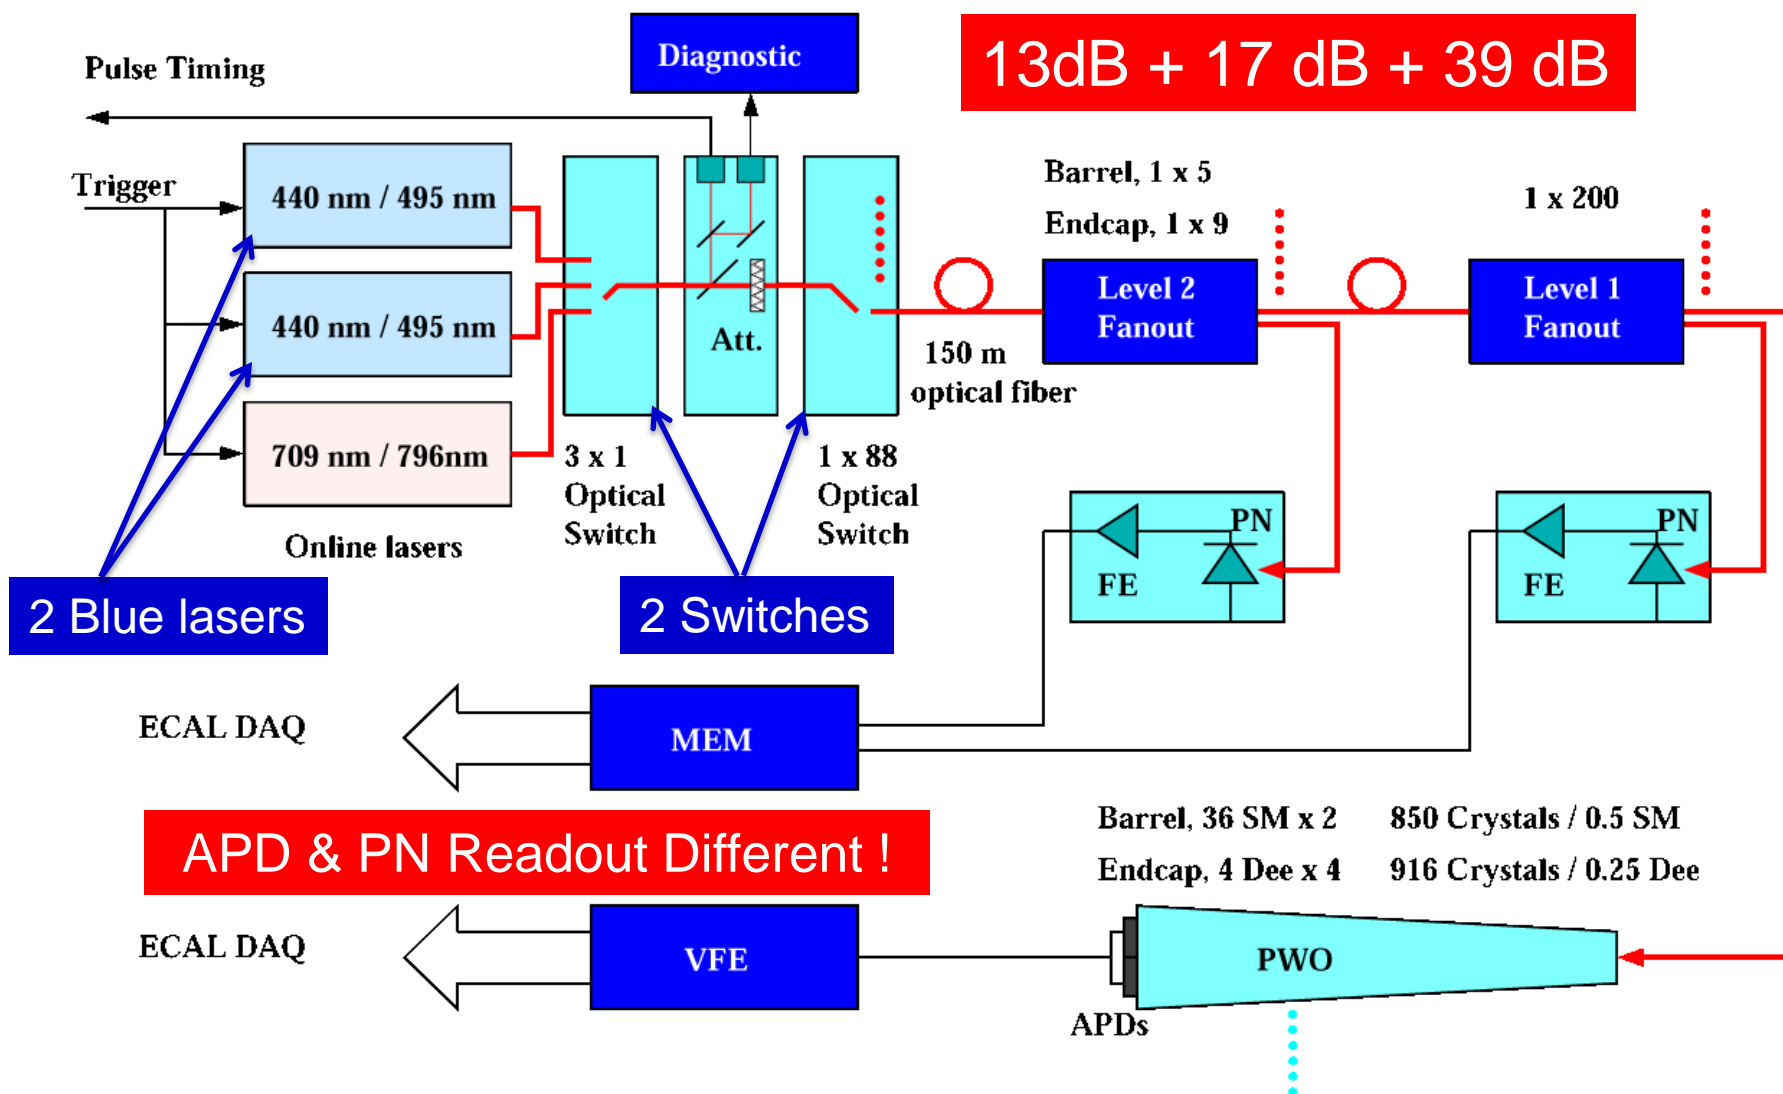 Diagnostic
13dB + 17 dB + 39 dB
Pulse Timing
Trigger
440 nm / 495 nm
440 nm / 495 nm
709 nm / 796nm
Online lasers
2 Blue lasers
3 x 1
Optical
Switch
Att.
1 x 88
Optical
Switch
2 Switches
150 m
optical fiber
Barrel, 1 x 5
Endcap, 1 x 9
Level 2
Fanout
1 x 200
Level 1
Fanout
PN
FE
PN
FE
ECAL DAQ
MEM
APD & PN Readout Different !
Barrel, 36 SM x 2 850 Crystals / 0.5 SM
Endcap, 4 Dee x 4 916 Crystals / 0.25 Dee
ECAL DAQ
VFE
PWO
APDs